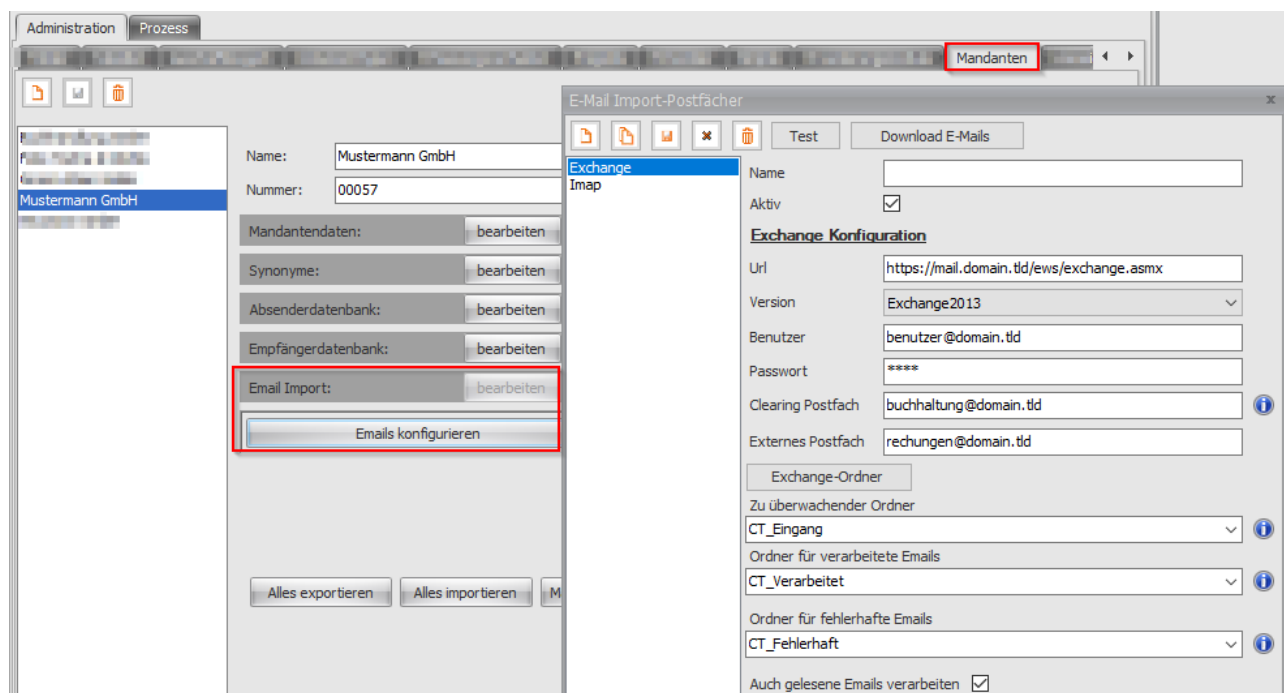 Administration Prozess
Mandanten
E-Mail Import-Postfächer x
Test Download E-Mails
Mustermann GmbH
Name: Mustermann GmbH
Nummer: 00057
Mandantendaten: bearbeiten
Synonyme: bearbeiten
Absenderdatenbank: bearbeiten
Empfängerdatenbank: bearbeiten
Email Import: bearbeiten
Emails konfigurieren
Alles exportieren Alles importieren M
Exchange
Imap
Name
Aktiv
Exchange Konfiguration
Url https://mail.domain.tld/ews/exchange.asmx
Version Exchange2013
Benutzer benutzer@domain.tld
Passwort ****
Clearing Postfach buchhaltung@domain.tld
Externes Postfach rechungen@domain.tld
Exchange-Ordner
Zu überwachender Ordner
CT_Eingang
Ordner für verarbeitete Emails
CT_Verarbeitet
Ordner für fehlerhafte Emails
CT_Fehlerhaft
Auch gelesene Emails verarbeiten